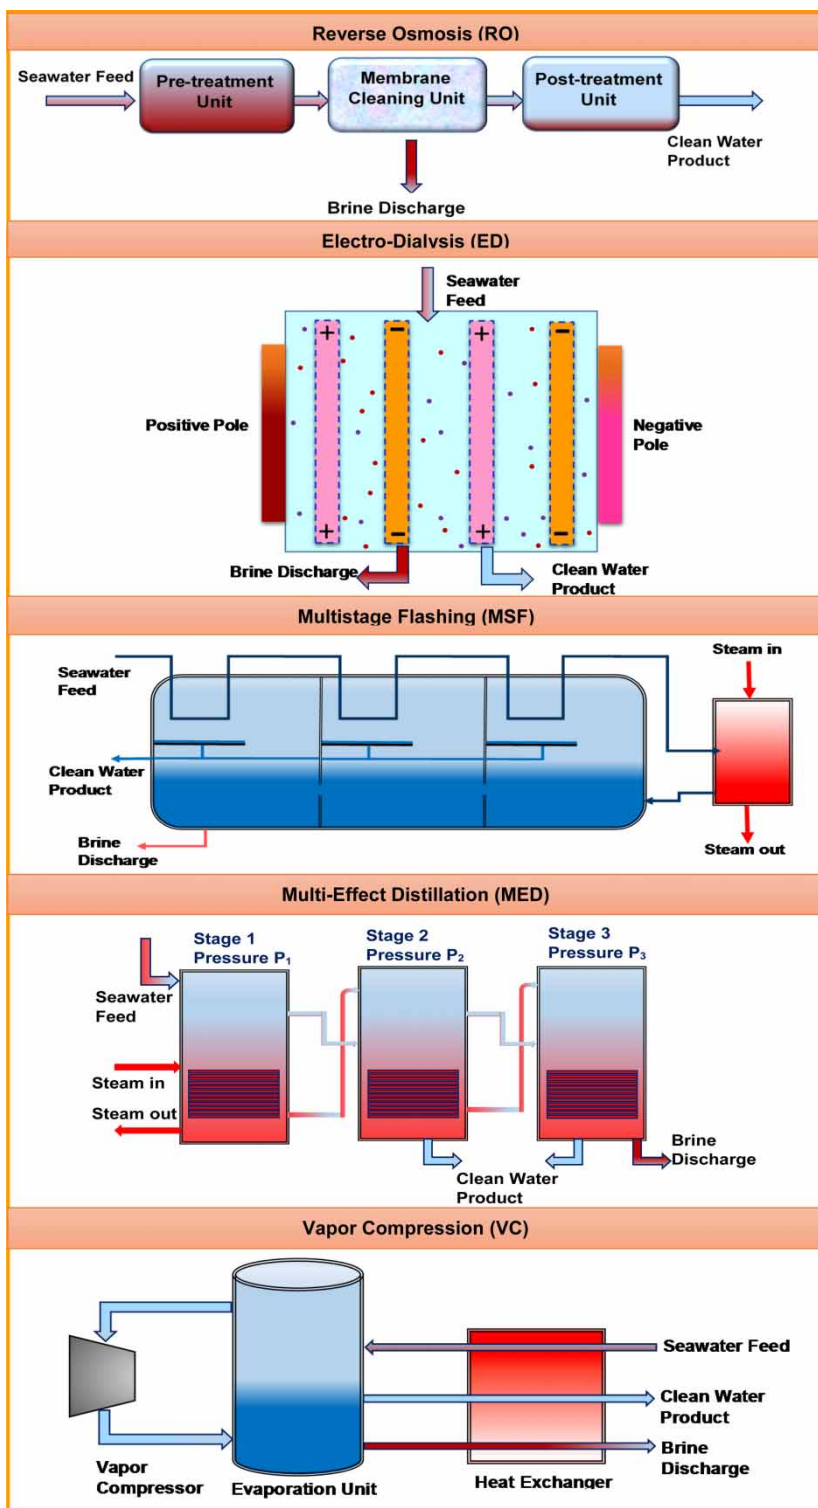 Reverse Osmosis (RO)
Seawater Feed
Pre-treatment
Unit
Membrane
Cleaning Unit
Post-treatment
Unit
Clean Water
Product
Brine Discharge
Electro-Dialvsis (ED)
Seawater
Feed
+
−
+
−
Positive Pole
Negative
Pole
+
−
+
−
Brine Discharge
Clean Water
Product
Multistage Flashing (MSF)
Seawater
Feed
Steam in
Clean Water
Product
Brine
Discharge
Steam out
Multi-Effect Distillation (MED)
Stage 1
Pressure P₁
Stage 2
Pressure P₂
Stage 3
Pressure P₃
Seawater
Feed
Steam in
Steam out
Clean Water
Product
Brine
Discharge
Vapor Compression (VC)
Seawater Feed
Clean Water
Product
Brine
Discharge
Vapor
Compressor
Evaporation Unit
Heat Exchanger